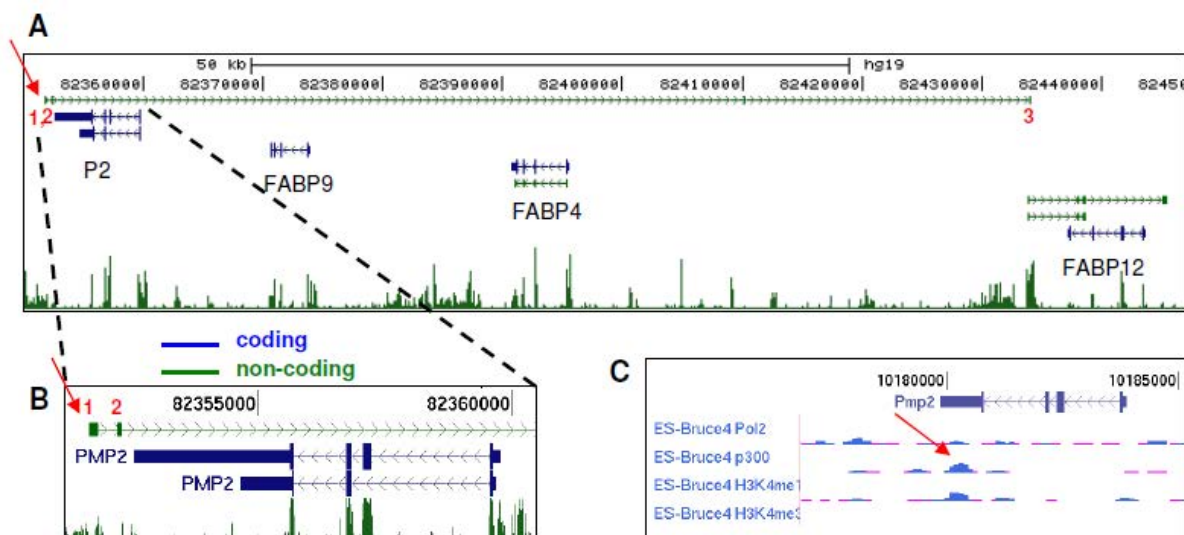 A
50 kb hg19
82360000 82370000 82380000 82390000 82400000 82410000 82420000 82430000 82440000 8245
1 2 3
P2
FABP9
FABP4
FABP12
coding
non-coding
B
1 2 82355000 82360000
PMP2
PMP2
C
10180000 10185000
Pmp2
ES-Bruce4 Pol2
ES-Bruce4 p300
ES-Bruce4 H3K4me1
ES-Bruce4 H3K4me3